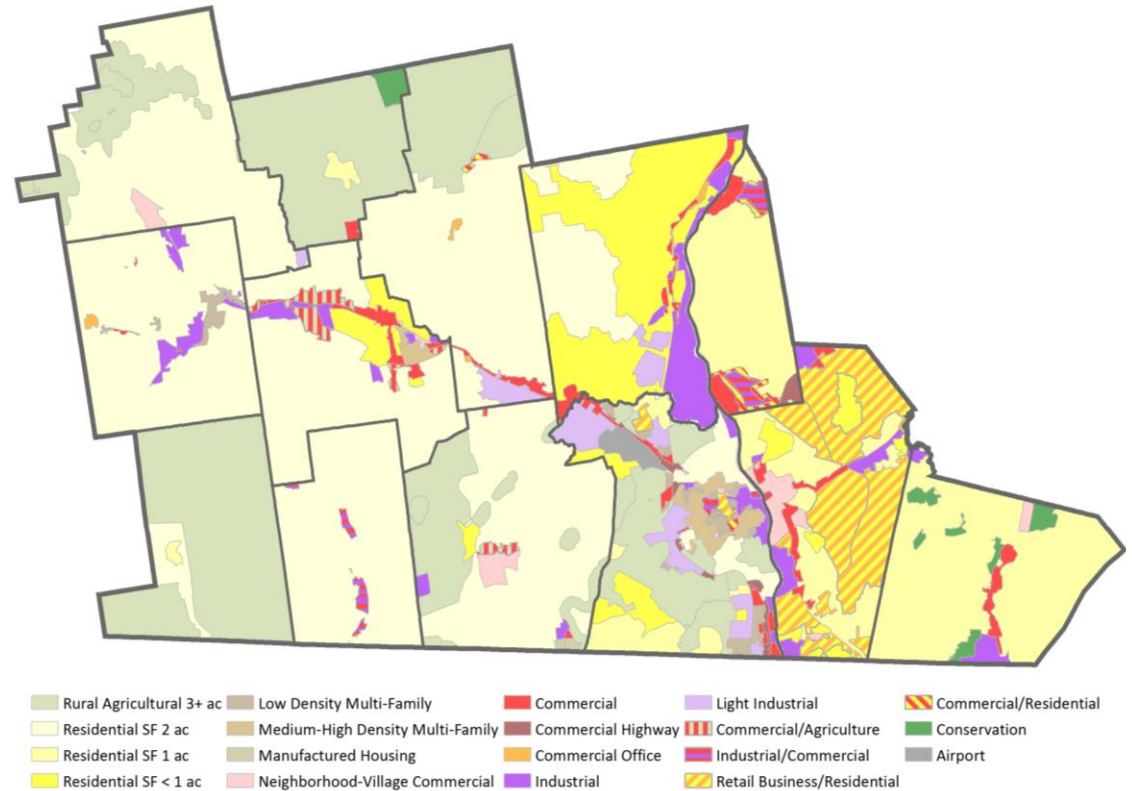 Rural Agricultural 3+ ac
Low Density Multi-Family
Commercial
Light Industrial
Commercial/Residential
Residential SF 2 ac
Medium-High Density Multi-Family
Commercial Highway
Commercial/Agriculture
Conservation
Residential SF 1 ac
Manufactured Housing
Commercial Office
Industrial/Commercial
Airport
Residential SF < 1 ac
Neighborhood-Village Commercial
Industrial
Retail Business/Residential